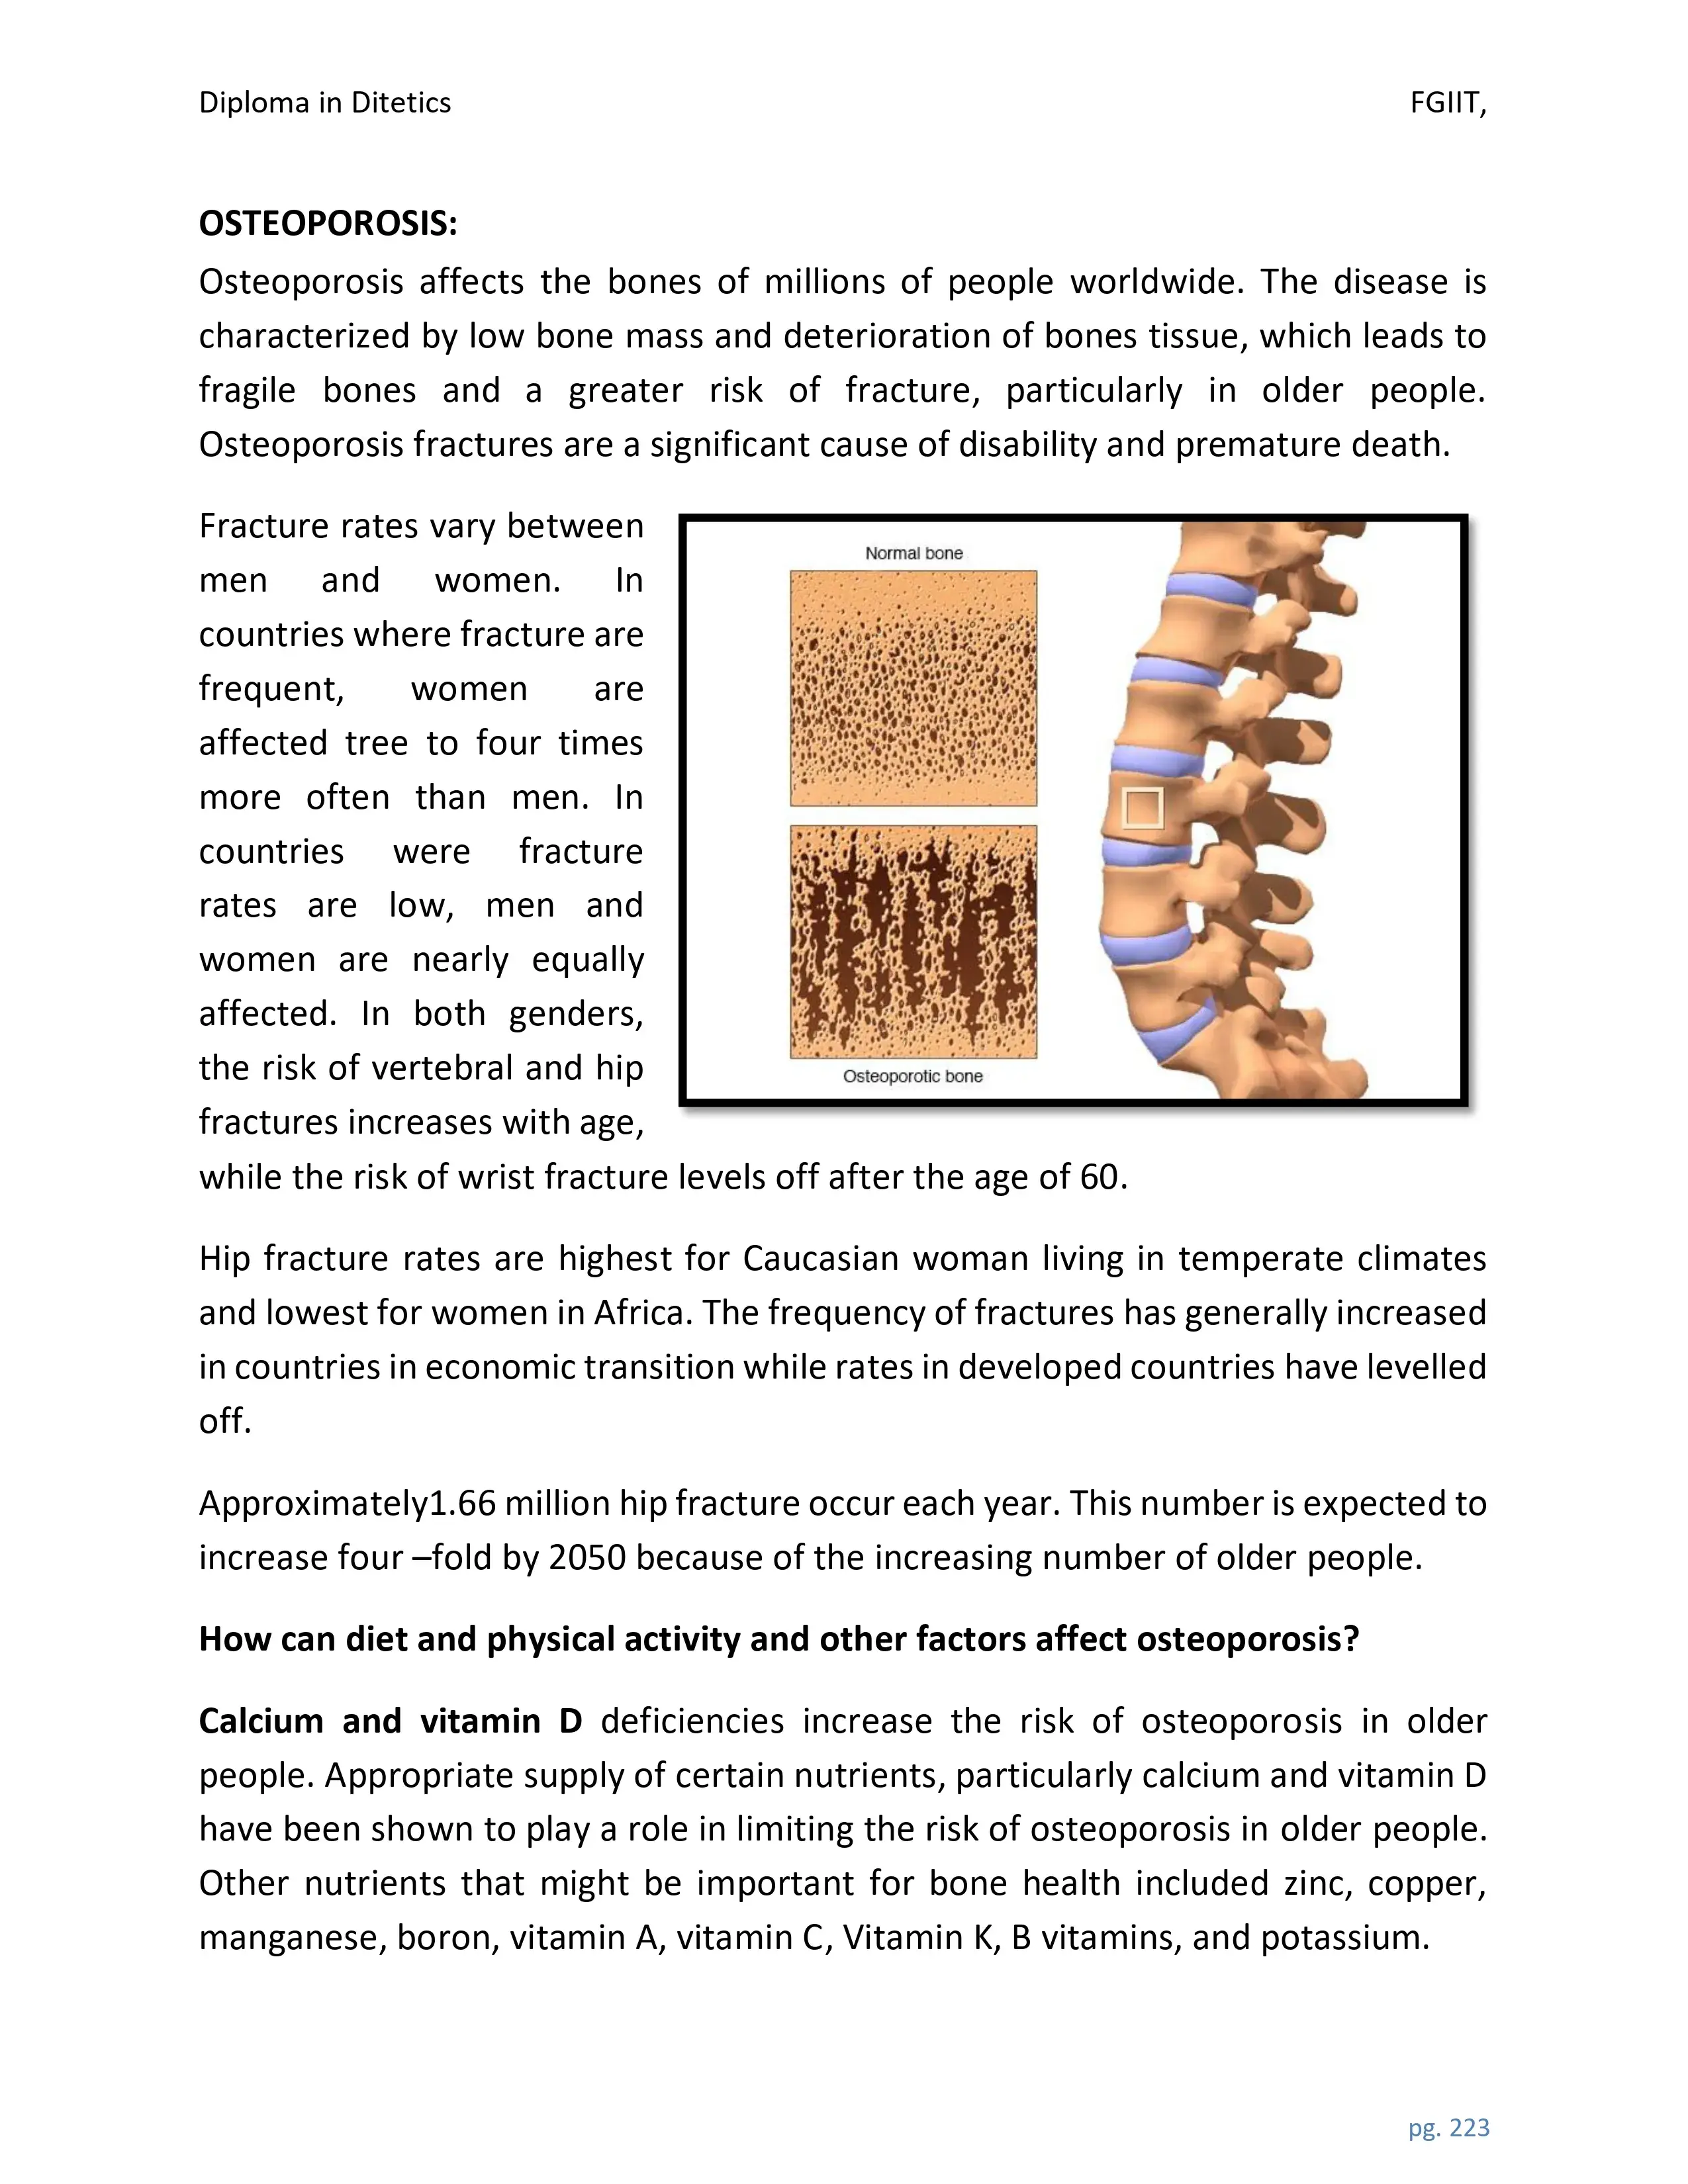 Diploma in Ditetics FGIIT,
OSTEOPOROSIS:
Osteoporosis affects the bones of millions of people worldwide. The disease is
characterized by low bone mass and deterioration of bones tissue, which leads to
fragile bones and a greater risk of fracture, particularly in older people.
Osteoporosis fractures are a significant cause of disability and premature death.
Fracture rates vary between
men and women. In
countries where fracture are
frequent, women are
affected tree to four times
more often than men. In
countries were fracture
rates are low, men and
women are nearly equally
affected. In both genders,
the risk of vertebral and hip
fractures increases with age,
while the risk of wrist fracture levels off after the age of 60.
Normal bone
Osteoporotic bone
Hip fracture rates are highest for Caucasian woman living in temperate climates
and lowest for women in Africa. The frequency of fractures has generally increased
in countries in economic transition while rates in developed countries have levelled
off.
Approximately1.66 million hip fracture occur each year. This number is expected to
increase four –fold by 2050 because of the increasing number of older people.
How can diet and physical activity and other factors affect osteoporosis?
Calcium and vitamin D deficiencies increase the risk of osteoporosis in older
people. Appropriate supply of certain nutrients, particularly calcium and vitamin D
have been shown to play a role in limiting the risk of osteoporosis in older people.
Other nutrients that might be important for bone health included zinc, copper,
manganese, boron, vitamin A, vitamin C, Vitamin K, B vitamins, and potassium.
pg. 223